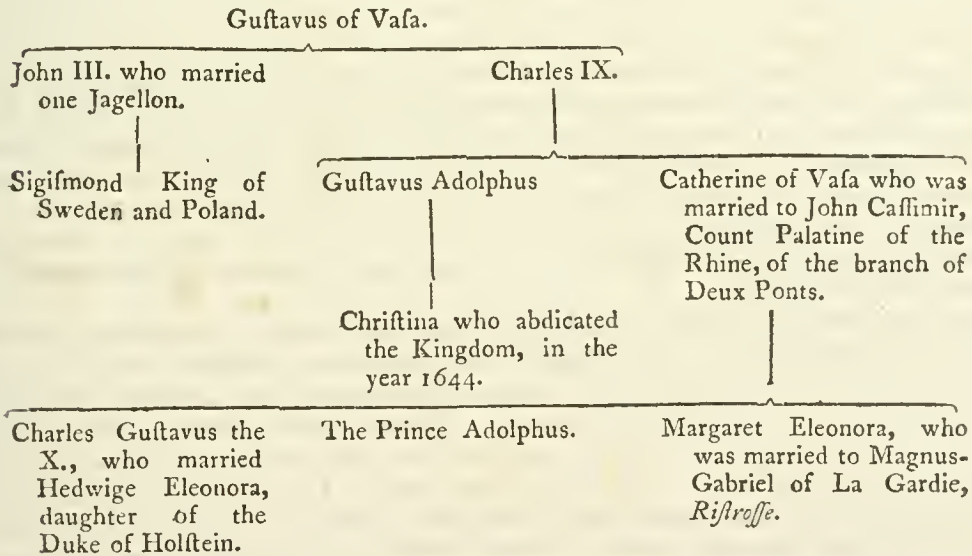 Guſtavus of Vaſa.
John III. who married
one Jagellon.
Charles IX.
Sigiſmond King of
Sweden and Poland.
Guſtavus Adolphus
Catherine of Vaſa who was
married to John Caſſimir,
Count Palatine of the
Rhine, of the branch of
Deux Ponts.
Chriſtina who abdicated
the Kingdom, in the
year 1644.
Charles Guſtavus the
X., who married
Hedwige Eleonora,
daughter of the
Duke of Holſtein.
The Prince Adolphus.
Margaret Eleonora, who
was married to Magnus-
Gabriel of La Gardie,
Riſtroſſe.